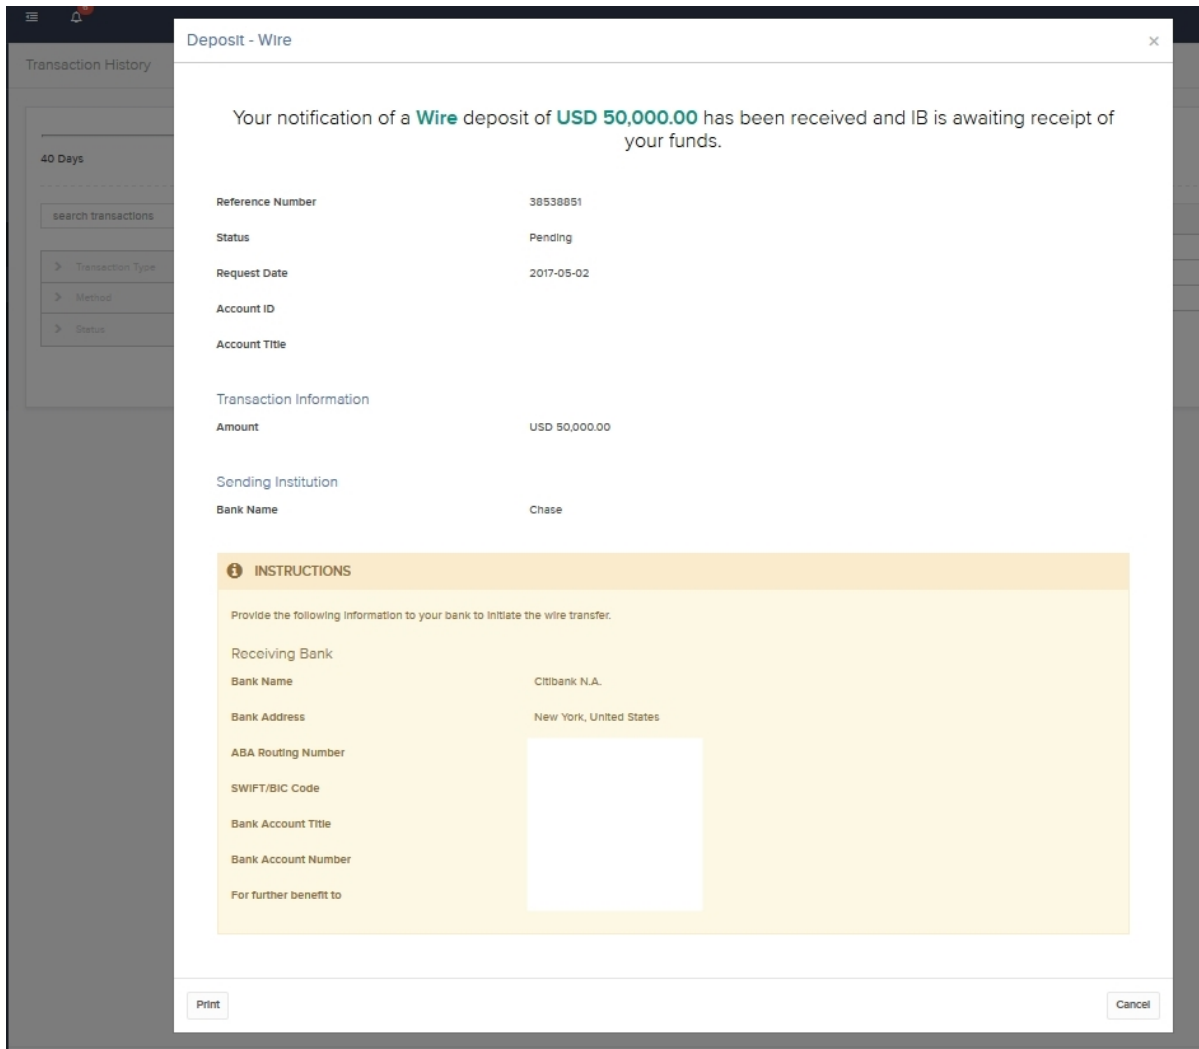 Deposit - Wire
×
Transaction History
Your notification of a Wire deposit of USD 50,000.00 has been received and IB is awaiting receipt of
your funds.
40 Days
search transactions
Transaction Type
Method
Status
Reference Number 38538851
Status Pending
Request Date 2017-05-02
Account ID
Account Title
Transaction Information
Amount USD 50,000.00
Sending Institution
Bank Name Chase
INSTRUCTIONS
Provide the following information to your bank to initiate the wire transfer.
Receiving Bank
Bank Name Citibank N.A.
Bank Address New York, United States
ABA Routing Number
SWIFT/BIC Code
Bank Account Title
Bank Account Number
For further benefit to
Print Cancel